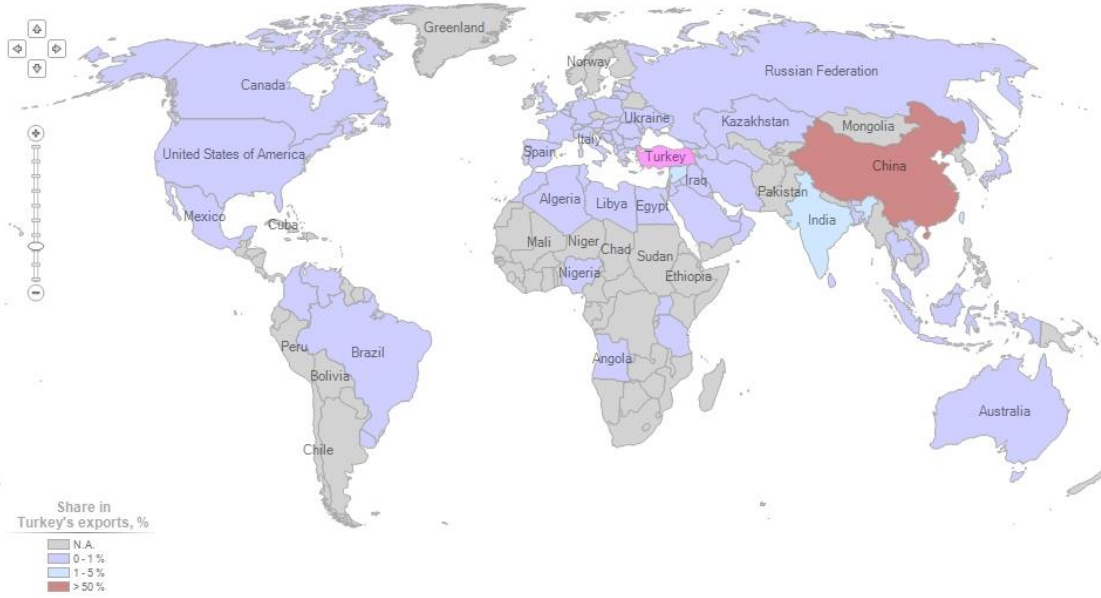 Greenland
Norway
Russian Federation
Canada
Ukraine
Kazakhstan
Mongolia
United States of America
Spain
Italy
Turkey
China
Iraq
Pakistan
Mexico
Algeria
Libya
Egypt
India
Cuba
Mali
Niger
Chad
Sudan
Nigeria
Ethiopia
Peru
Brazil
Angola
Bolivia
Australia
Chile
Share in
Turkey's exports, %
N.A.
0 - 1 %
1 - 5 %
> 50 %